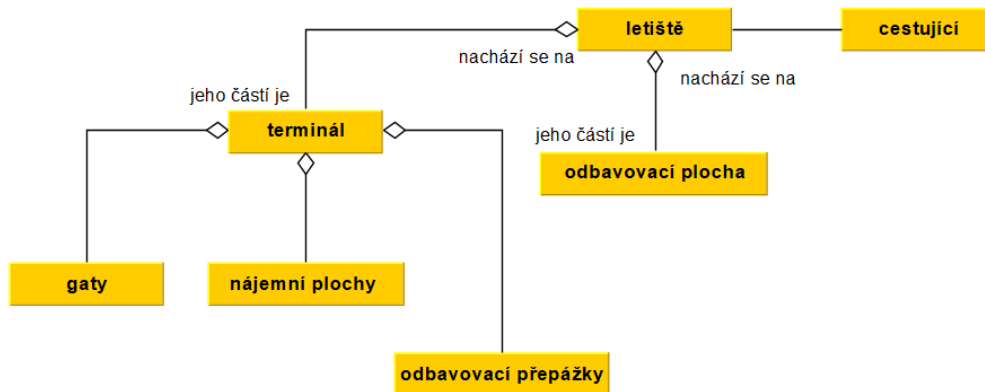 letiště
cestující
nachází se na
nachází se na
jeho částí je
terminál
jeho částí je
odbavovací plocha
gaty
nájemní plochy
odbavovací přepážky